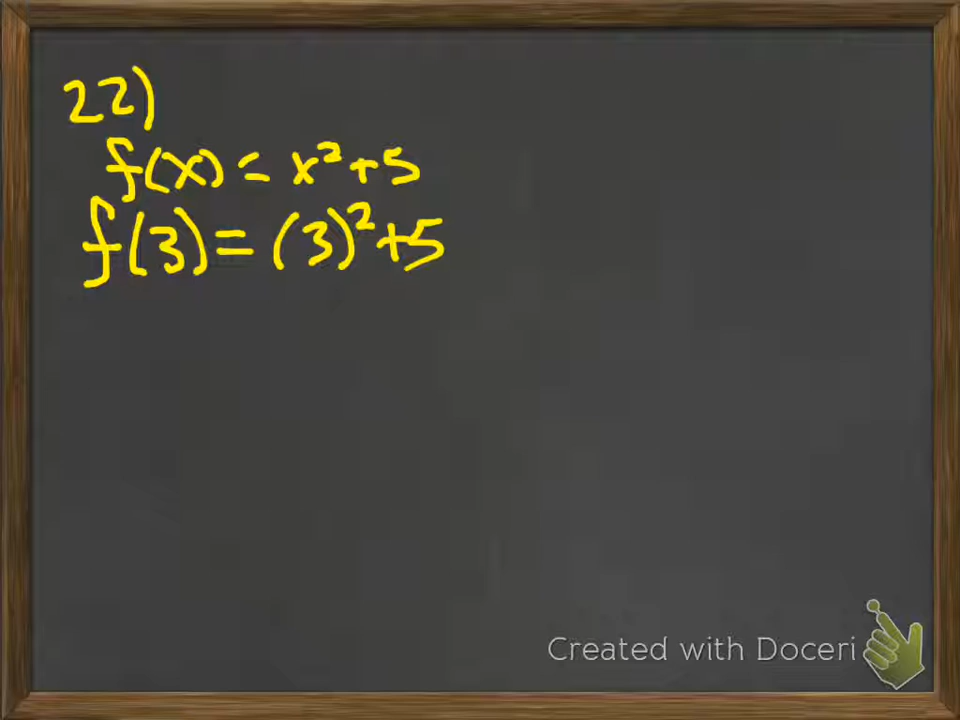 22)
f(x) = x² + 5
f(3) = (3)² + 5
Created with Doceri